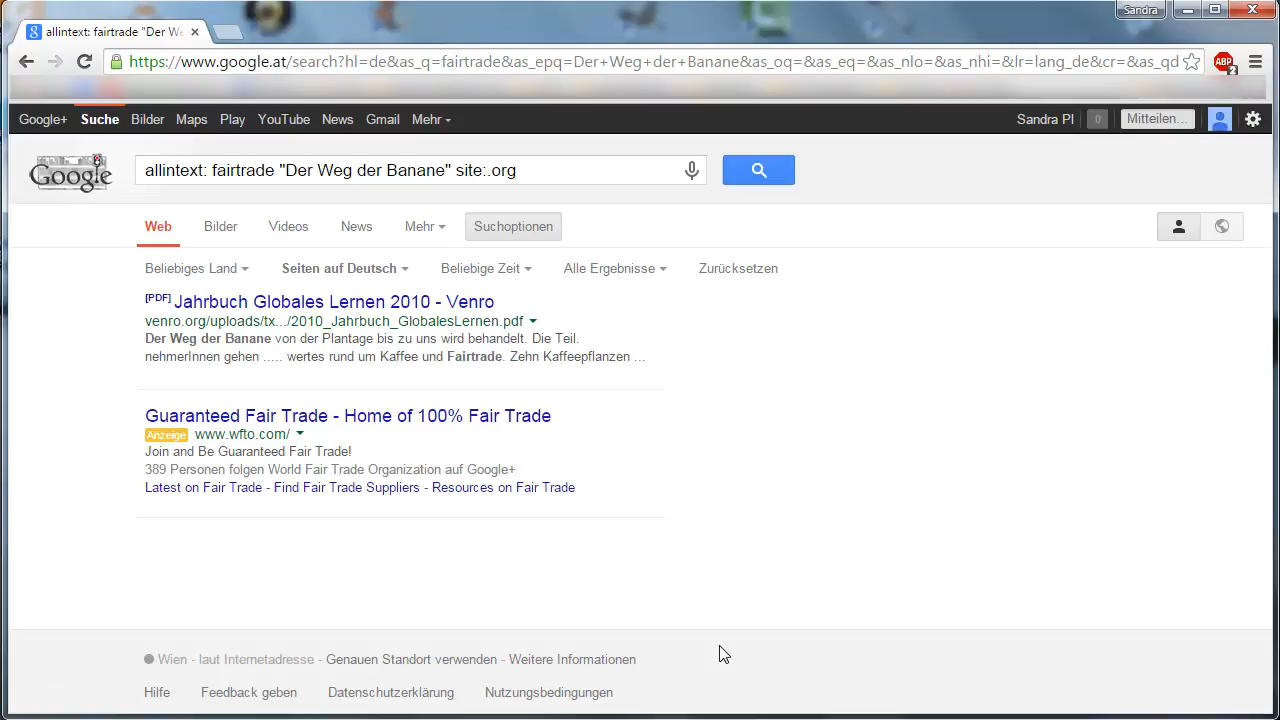 Sandra
allintext: fairtrade "Der We
https://www.google.at/search?hl=de&as_q=fairtrade&as_epq=Der+Weg+der+Banane&as_oq=&as_eq=&as_nlo=&as_nhi=&lr=lang_de&cr=&as_qd
ABP 2
Google+ Suche Bilder Maps Play YouTube News Gmail Mehr Sandra Pl 0 Mitteilen...
Google allintext: fairtrade "Der Weg der Banane" site:.org
Web Bilder Videos News Mehr Suchoptionen
Beliebiges Land Seiten auf Deutsch Beliebige Zeit Alle Ergebnisse Zurücksetzen
[PDF] Jahrbuch Globales Lernen 2010 - Venro
venro.org/uploads/tx.../2010_Jahrbuch_GlobalesLernen.pdf
Der Weg der Banane von der Plantage bis zu uns wird behandelt. Die Teil.
nehmerInnen gehen ..... wertes rund um Kaffee und Fairtrade. Zehn Kaffeepflanzen ...
Guaranteed Fair Trade - Home of 100% Fair Trade
Anzeige www.wfto.com/
Join and Be Guaranteed Fair Trade!
389 Personen folgen World Fair Trade Organization auf Google+
Latest on Fair Trade - Find Fair Trade Suppliers - Resources on Fair Trade
Wien - laut Internetadresse - Genauen Standort verwenden - Weitere Informationen
Hilfe Feedback geben Datenschutzerklärung Nutzungsbedingungen